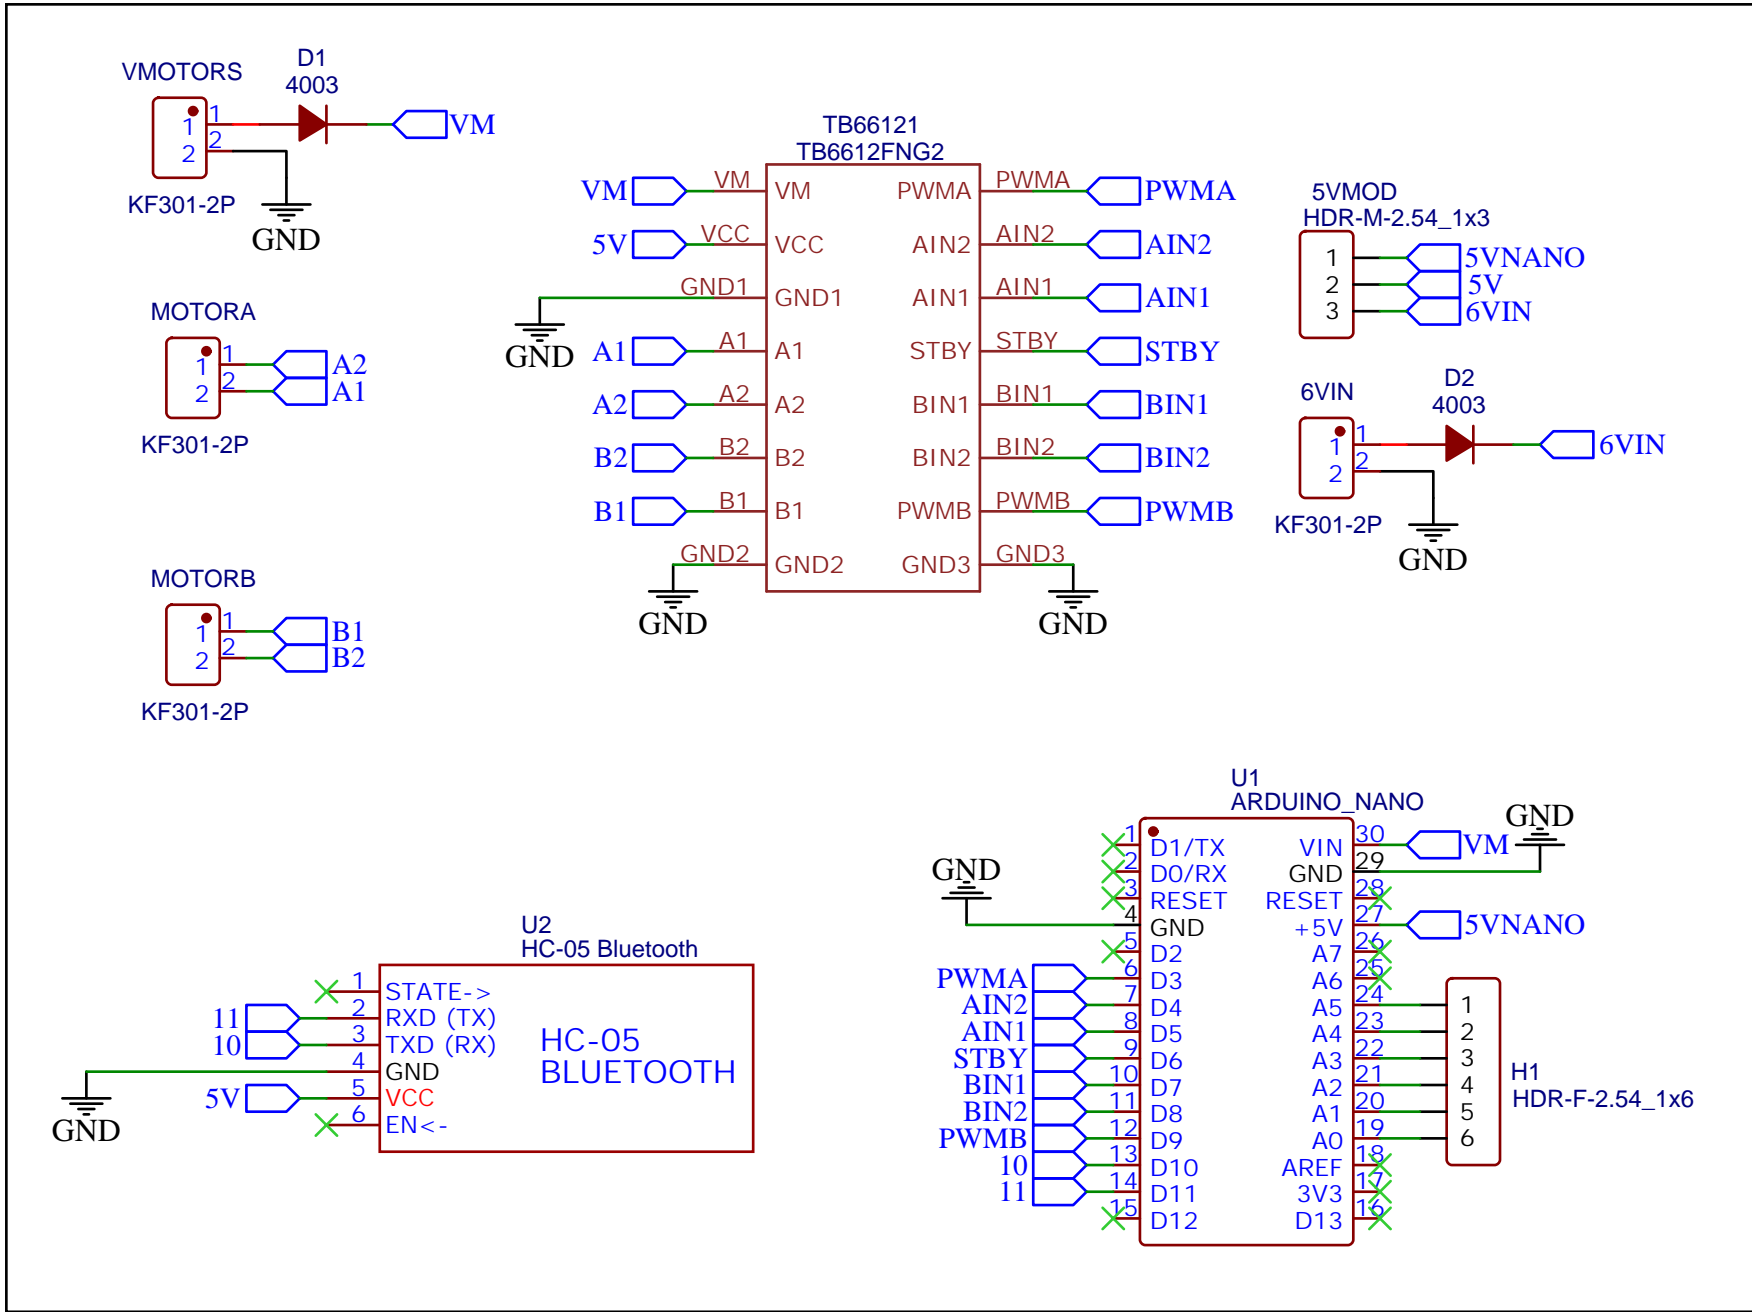 VMOTORS
D1
4003
1
1
2
2
VM
KF301-2P
GND
MOTORA
1
1
2
2
A2
A1
KF301-2P
MOTORB
1
1
2
2
B1
B2
KF301-2P
TB66121
TB6612FNG2
VM VM VM PWMA PWMA PWMA
5V VCC VCC AIN2 AIN2 AIN2
GND1 GND1 AIN1 AIN1 AIN1
GND
A1 A1 A1 STBY STBY STBY
A2 A2 A2 BIN1 BIN1 BIN1
B2 B2 B2 BIN2 BIN2 BIN2
B1 B1 B1 PWMB PWMB PWMB
GND2 GND2 GND3 GND3
GND GND
5VMOD
HDR-M-2.54_1x3
1 5VNANO
2 5V
3 6VIN
6VIN
D2
4003
1
1
2
2
6VIN
KF301-2P
GND
U2
HC-05 Bluetooth
1 STATE->
11 2 RXD (TX)
10 3 TXD (RX)
4 GND
5V 5 VCC
6 EN<-
GND
HC-05
BLUETOOTH
U1
ARDUINO_NANO
GND
GND
1 D1/TX VIN 30 VM
2 D0/RX GND 29
3 RESET RESET 28
4 GND +5V 27 5VNANO
5 D2 A7 26
PWMA 6 D3 A6 25
AIN2 7 D4 A5 24 1
AIN1 8 D5 A4 23 2
STBY 9 D6 A3 22 3
BIN1 10 D7 A2 21 4
BIN2 11 D8 A1 20 5
PWMB 12 D9 A0 19 6
10 13 D10 AREF 18
11 14 D11 3V3 17
15 D12 D13 16
H1
HDR-F-2.54_1x6